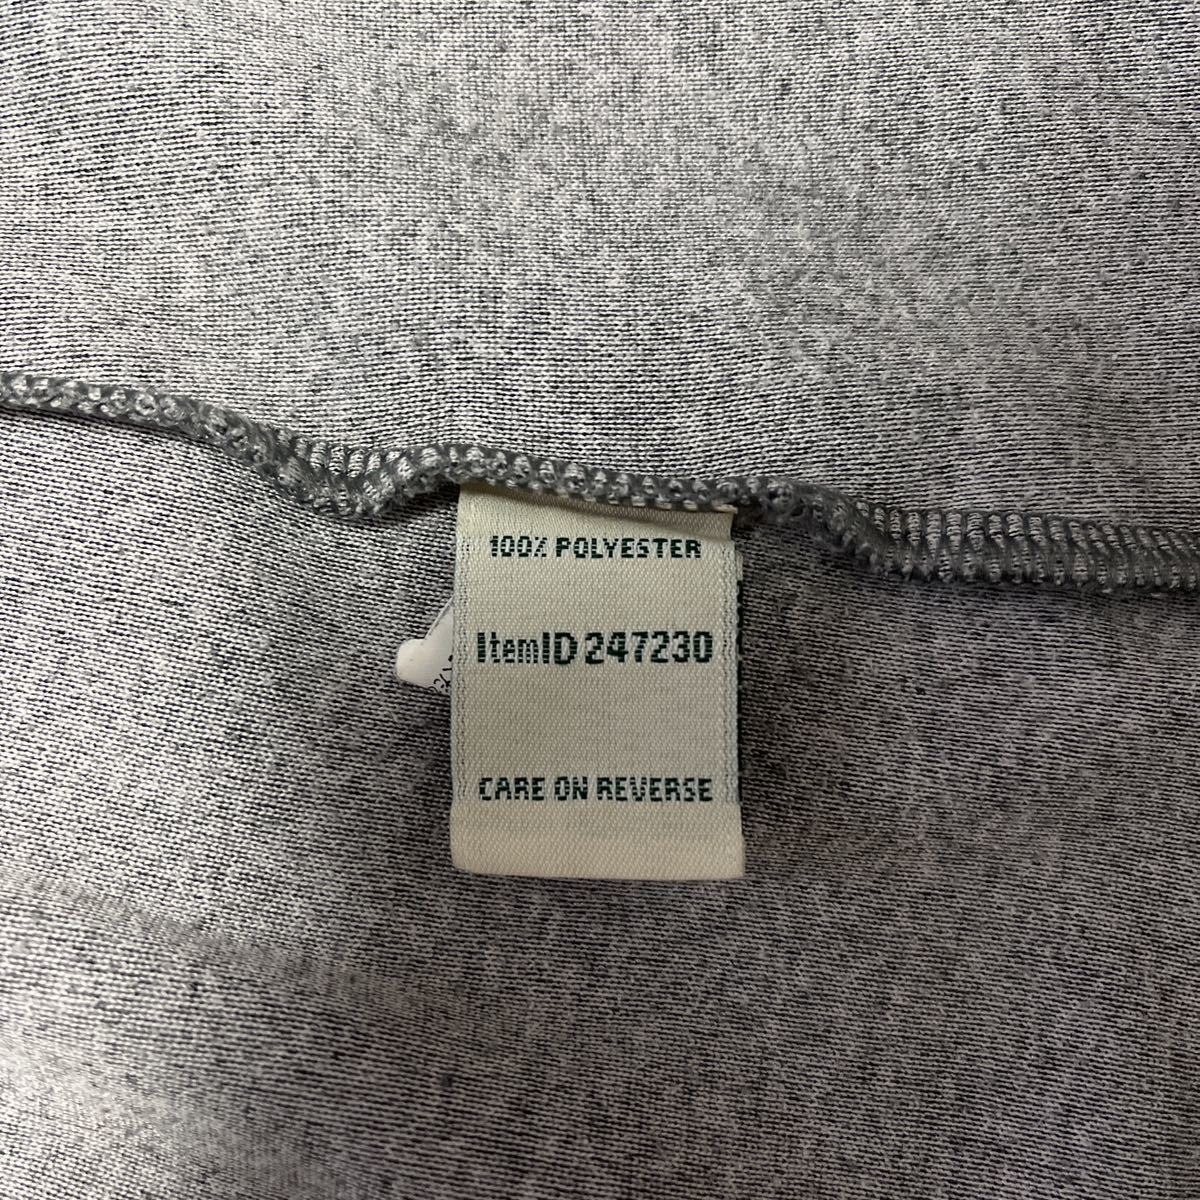 100% POLYESTER
ItemID 247230
CARE ON REVERSE